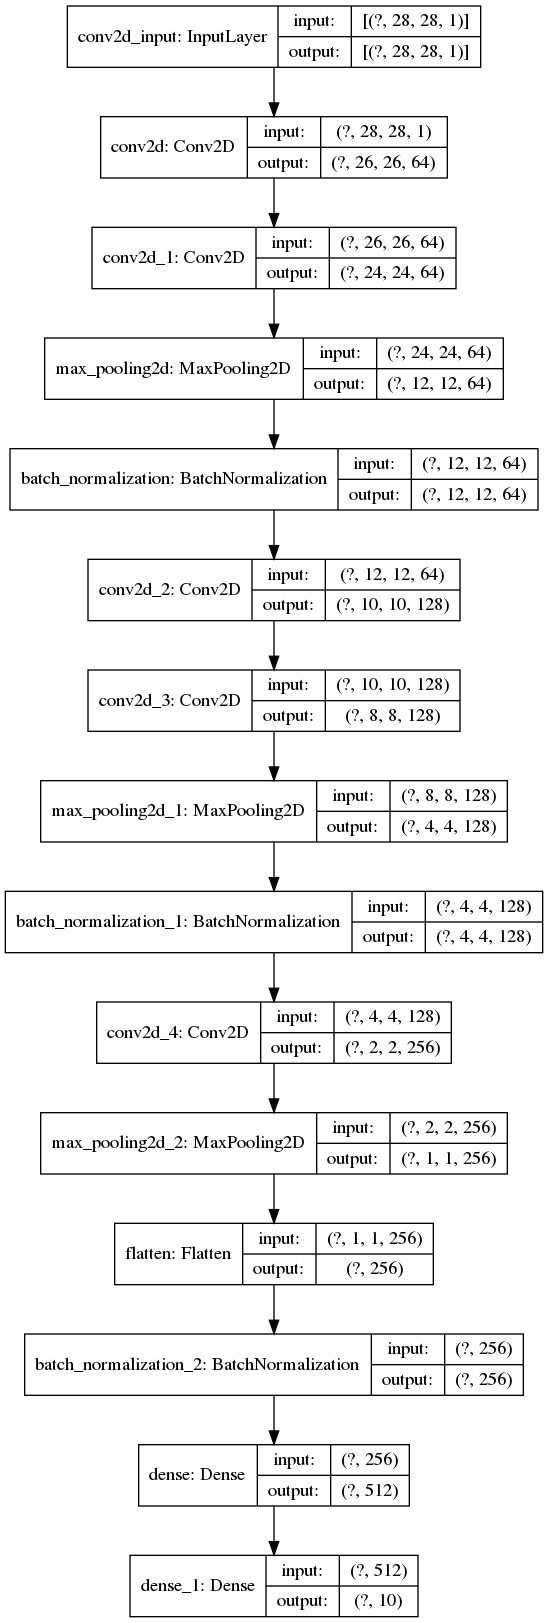 conv2d_input: InputLayer
input: [(?, 28, 28, 1)]
output: [(?, 28, 28, 1)]
conv2d: Conv2D
input: (?, 28, 28, 1)
output: (?, 26, 26, 64)
conv2d_1: Conv2D
input: (?, 26, 26, 64)
output: (?, 24, 24, 64)
max_pooling2d: MaxPooling2D
input: (?, 24, 24, 64)
output: (?, 12, 12, 64)
batch_normalization: BatchNormalization
input: (?, 12, 12, 64)
output: (?, 12, 12, 64)
conv2d_2: Conv2D
input: (?, 12, 12, 64)
output: (?, 10, 10, 128)
conv2d_3: Conv2D
input: (?, 10, 10, 128)
output: (?, 8, 8, 128)
max_pooling2d_1: MaxPooling2D
input: (?, 8, 8, 128)
output: (?, 4, 4, 128)
batch_normalization_1: BatchNormalization
input: (?, 4, 4, 128)
output: (?, 4, 4, 128)
conv2d_4: Conv2D
input: (?, 4, 4, 128)
output: (?, 2, 2, 256)
max_pooling2d_2: MaxPooling2D
input: (?, 2, 2, 256)
output: (?, 1, 1, 256)
flatten: Flatten
input: (?, 1, 1, 256)
output: (?, 256)
batch_normalization_2: BatchNormalization
input: (?, 256)
output: (?, 256)
dense: Dense
input: (?, 256)
output: (?, 512)
dense_1: Dense
input: (?, 512)
output: (?, 10)